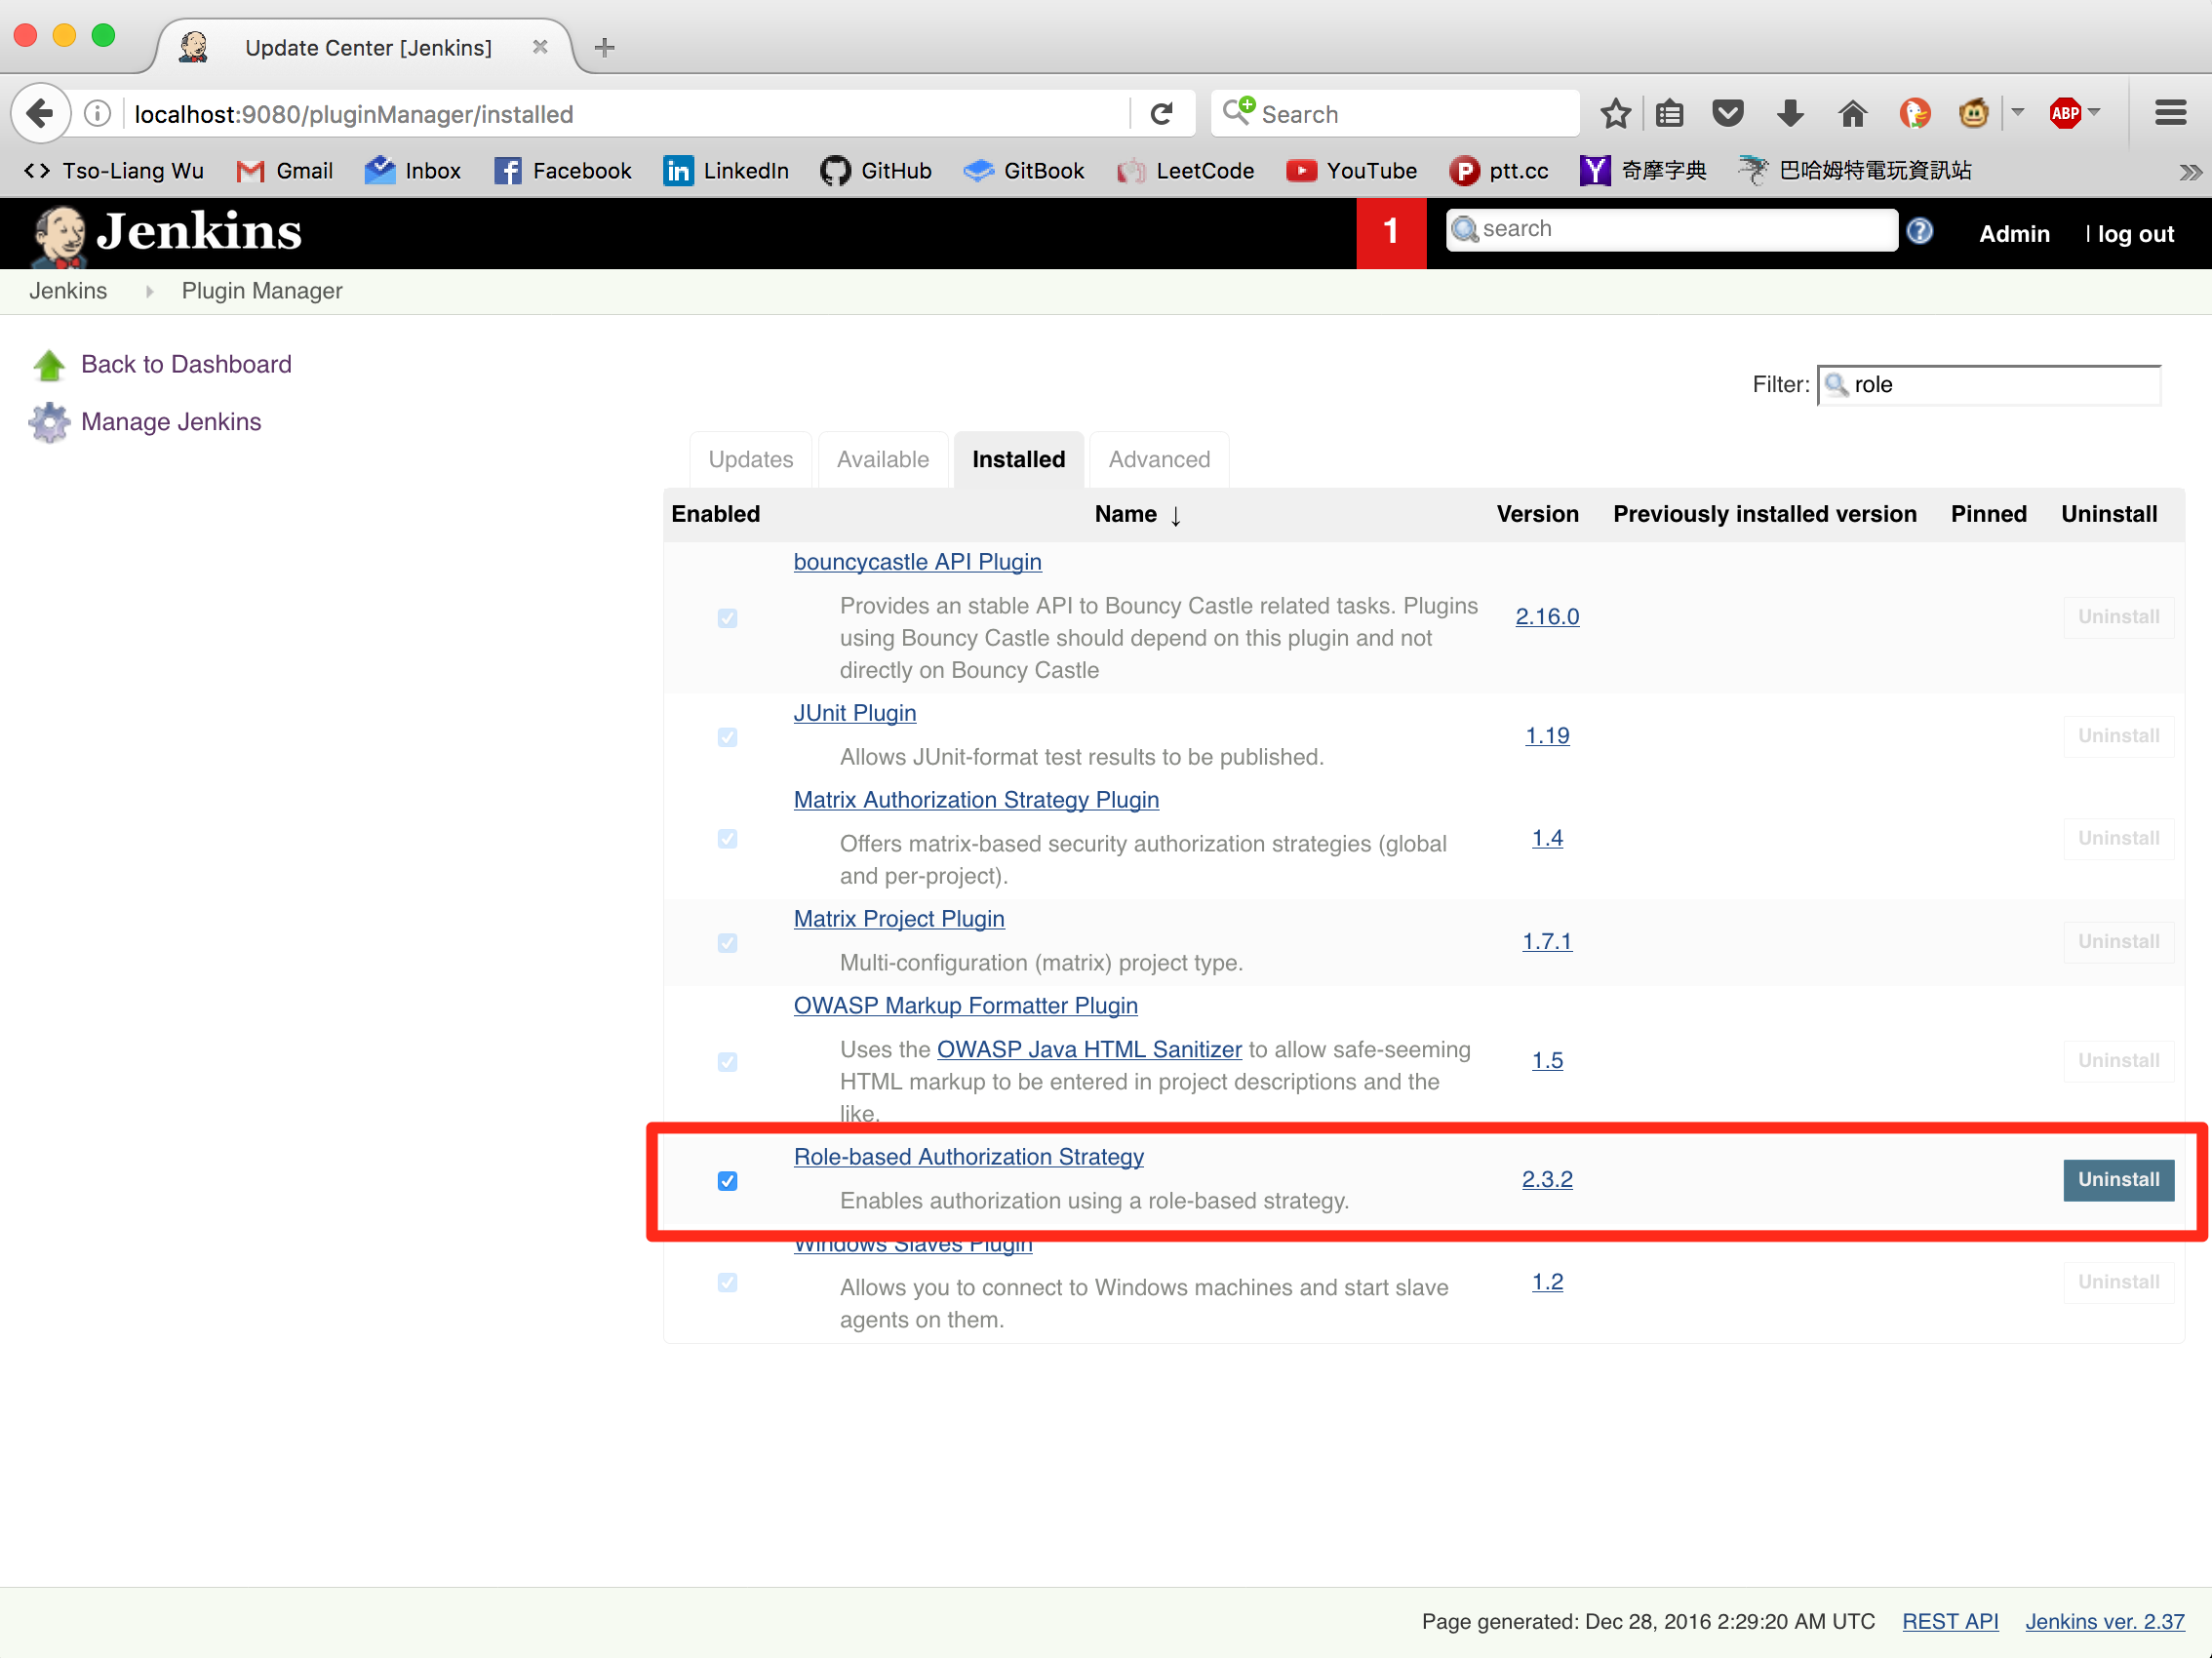 Update Center [Jenkins]
localhost:9080/pluginManager/installed
Search
ABP
Tso-Liang Wu
Gmail
Inbox
Facebook
LinkedIn
GitHub
GitBook
LeetCode
YouTube
ptt.cc
奇摩字典
巴哈姆特電玩資訊站
Jenkins
1
search
Admin
| log out
Jenkins
Plugin Manager
Back to Dashboard
Manage Jenkins
Filter: role
Updates
Available
Installed
Advanced
Enabled
Name ↓
Version
Previously installed version
Pinned
Uninstall
bouncycastle API Plugin
Provides an stable API to Bouncy Castle related tasks. Plugins
using Bouncy Castle should depend on this plugin and not
directly on Bouncy Castle
2.16.0
Uninstall
JUnit Plugin
Allows JUnit-format test results to be published.
1.19
Uninstall
Matrix Authorization Strategy Plugin
Offers matrix-based security authorization strategies (global
and per-project).
1.4
Uninstall
Matrix Project Plugin
Multi-configuration (matrix) project type.
1.7.1
Uninstall
OWASP Markup Formatter Plugin
Uses the OWASP Java HTML Sanitizer to allow safe-seeming
HTML markup to be entered in project descriptions and the
like.
1.5
Uninstall
Role-based Authorization Strategy
Enables authorization using a role-based strategy.
2.3.2
Uninstall
Windows Slaves Plugin
Allows you to connect to Windows machines and start slave
agents on them.
1.2
Uninstall
Page generated: Dec 28, 2016 2:29:20 AM UTC
REST API
Jenkins ver. 2.37